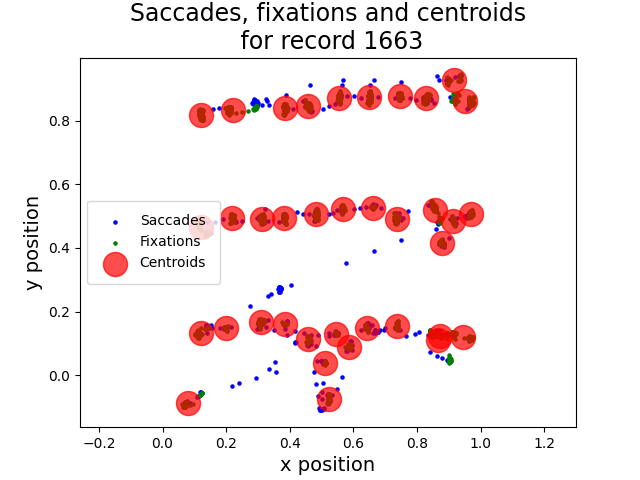 Saccades, fixations and centroids
for record 1663
y position
0.8
0.6
0.4
0.2
0.0
Saccades
Fixations
Centroids
−0.2 0.0 0.2 0.4 0.6 0.8 1.0 1.2
x position